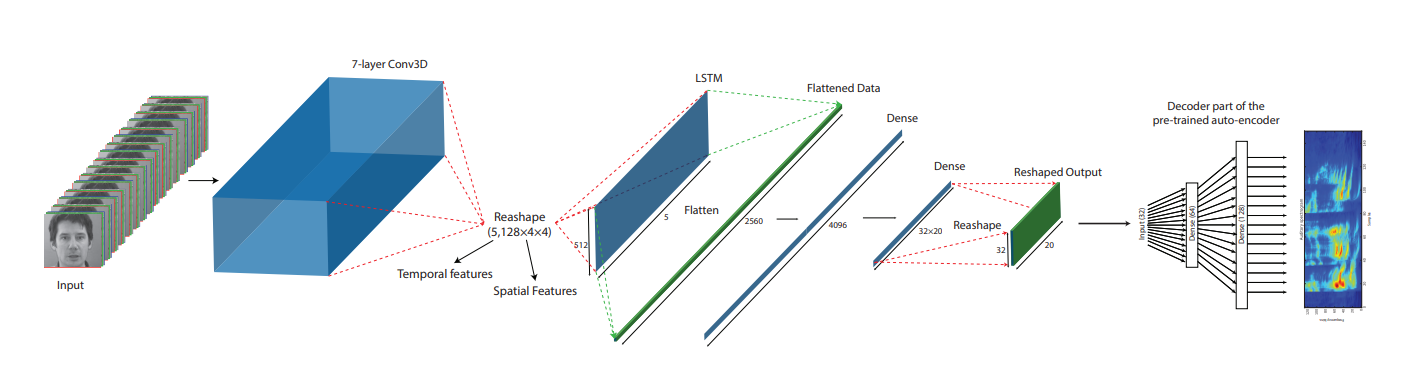 7-layer Conv3D
Input
Reashape
(5,128×4×4)
Temporal features
Spatial Features
LSTM
512
5
Flatten
Flattened Data
2560
Dense
4096
Dense
32×20
Reashape
Reshaped Output
32
20
Decoder part of the
pre-trained auto-encoder
Input (32)
Dense (64)
Dense (128)